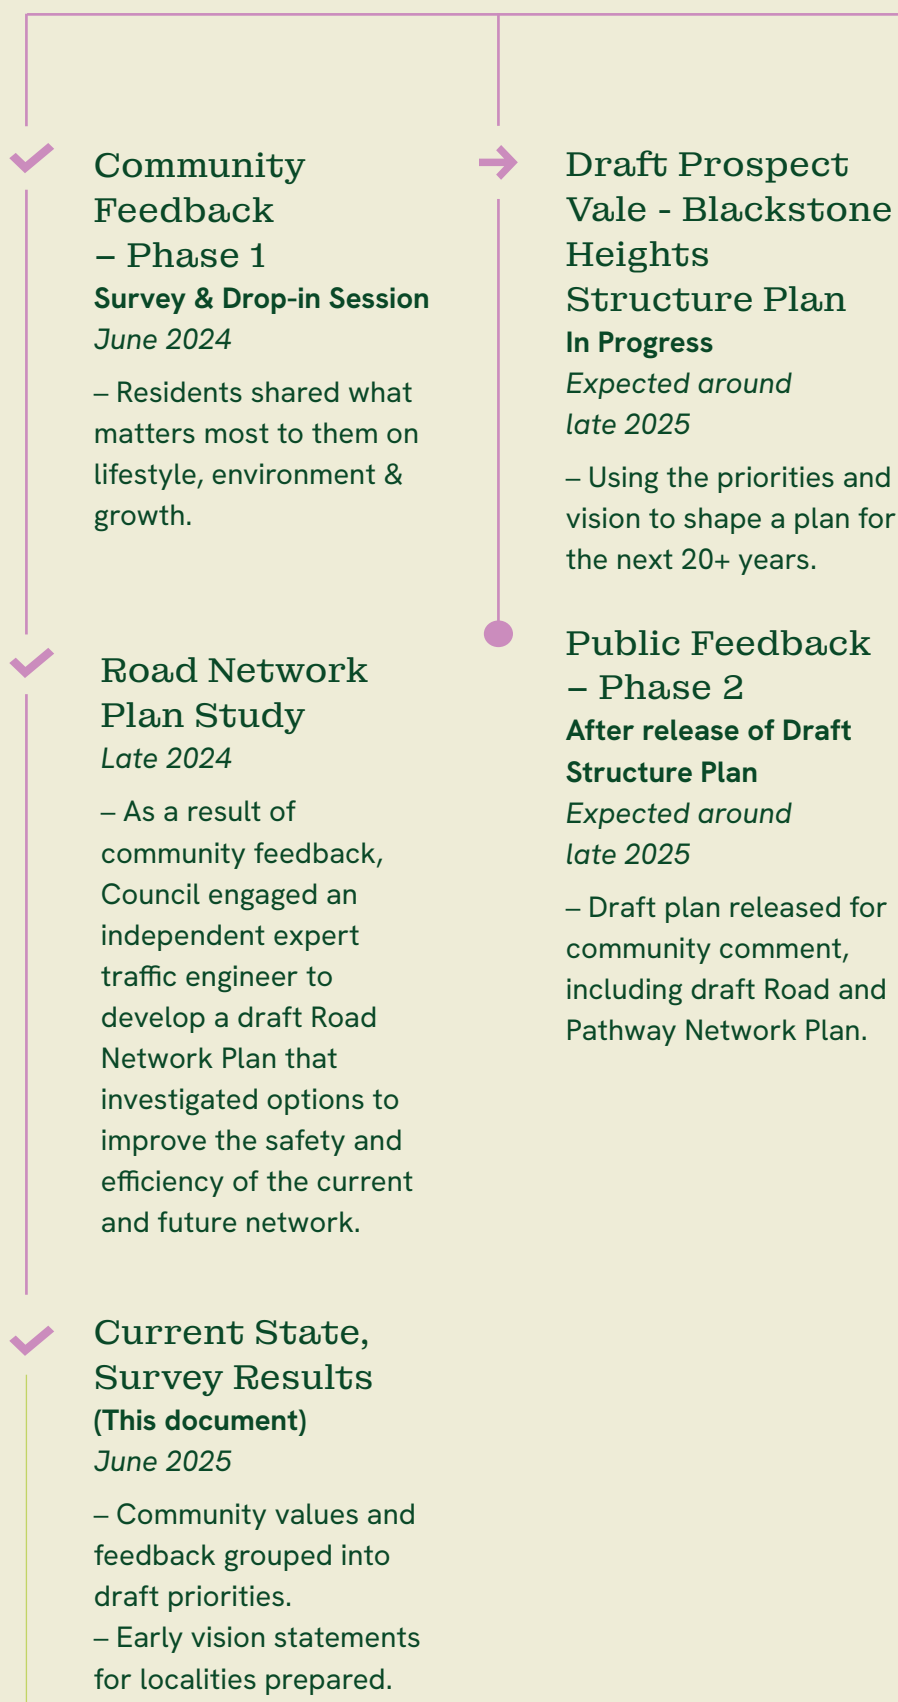 Community
Feedback
– Phase 1
Survey & Drop-in Session
June 2024
– Residents shared what
matters most to them on
lifestyle, environment &
growth.
Road Network
Plan Study
Late 2024
– As a result of
community feedback,
Council engaged an
independent expert
traffic engineer to
develop a draft Road
Network Plan that
investigated options to
improve the safety and
efficiency of the current
and future network.
Current State,
Survey Results
(This document)
June 2025
– Community values and
feedback grouped into
draft priorities.
– Early vision statements
for localities prepared.
Draft Prospect
Vale - Blackstone
Heights
Structure Plan
In Progress
Expected around
late 2025
– Using the priorities and
vision to shape a plan for
the next 20+ years.
Public Feedback
– Phase 2
After release of Draft
Structure Plan
Expected around
late 2025
– Draft plan released for
community comment,
including draft Road and
Pathway Network Plan.